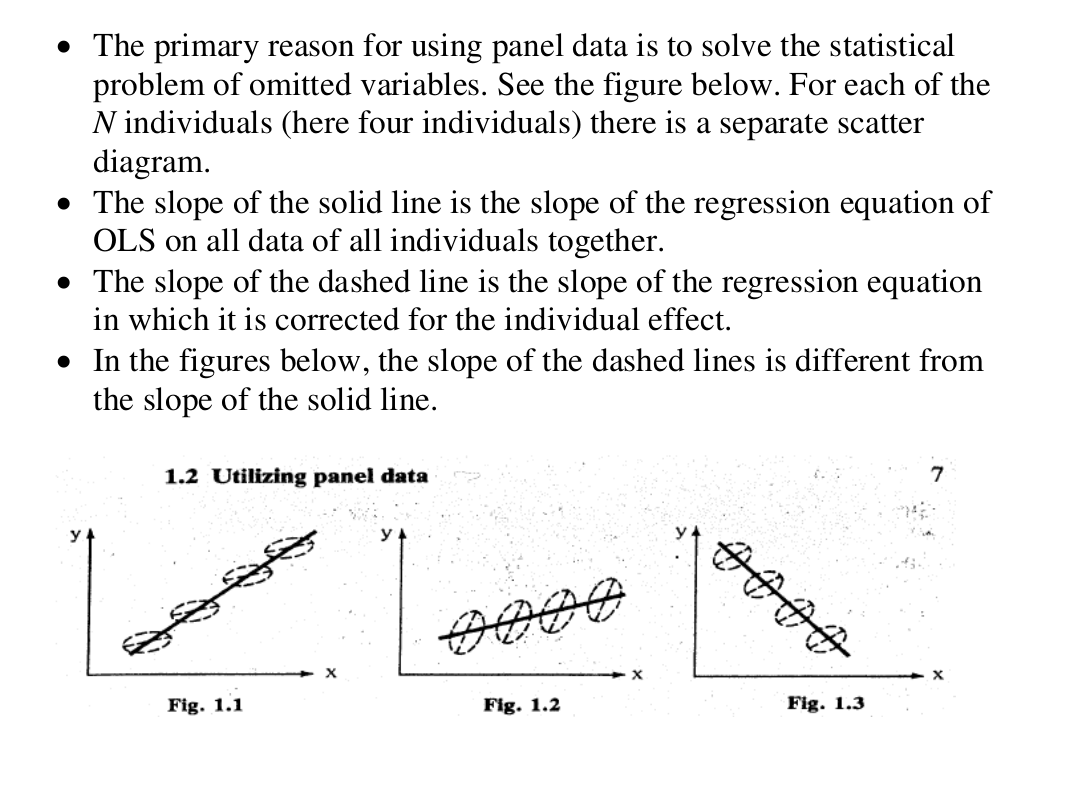 • The primary reason for using panel data is to solve the statistical
problem of omitted variables. See the figure below. For each of the
N individuals (here four individuals) there is a separate scatter
diagram.
• The slope of the solid line is the slope of the regression equation of
OLS on all data of all individuals together.
• The slope of the dashed line is the slope of the regression equation
in which it is corrected for the individual effect.
• In the figures below, the slope of the dashed lines is different from
the slope of the solid line.
1.2 Utilizing panel data 7
y y y
x x x
Fig. 1.1 Fig. 1.2 Fig. 1.3